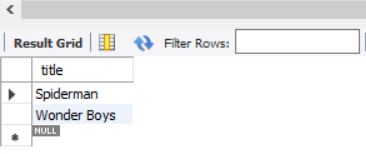 Result Grid Filter Rows:
title
Spiderman
Wonder Boys
NULL